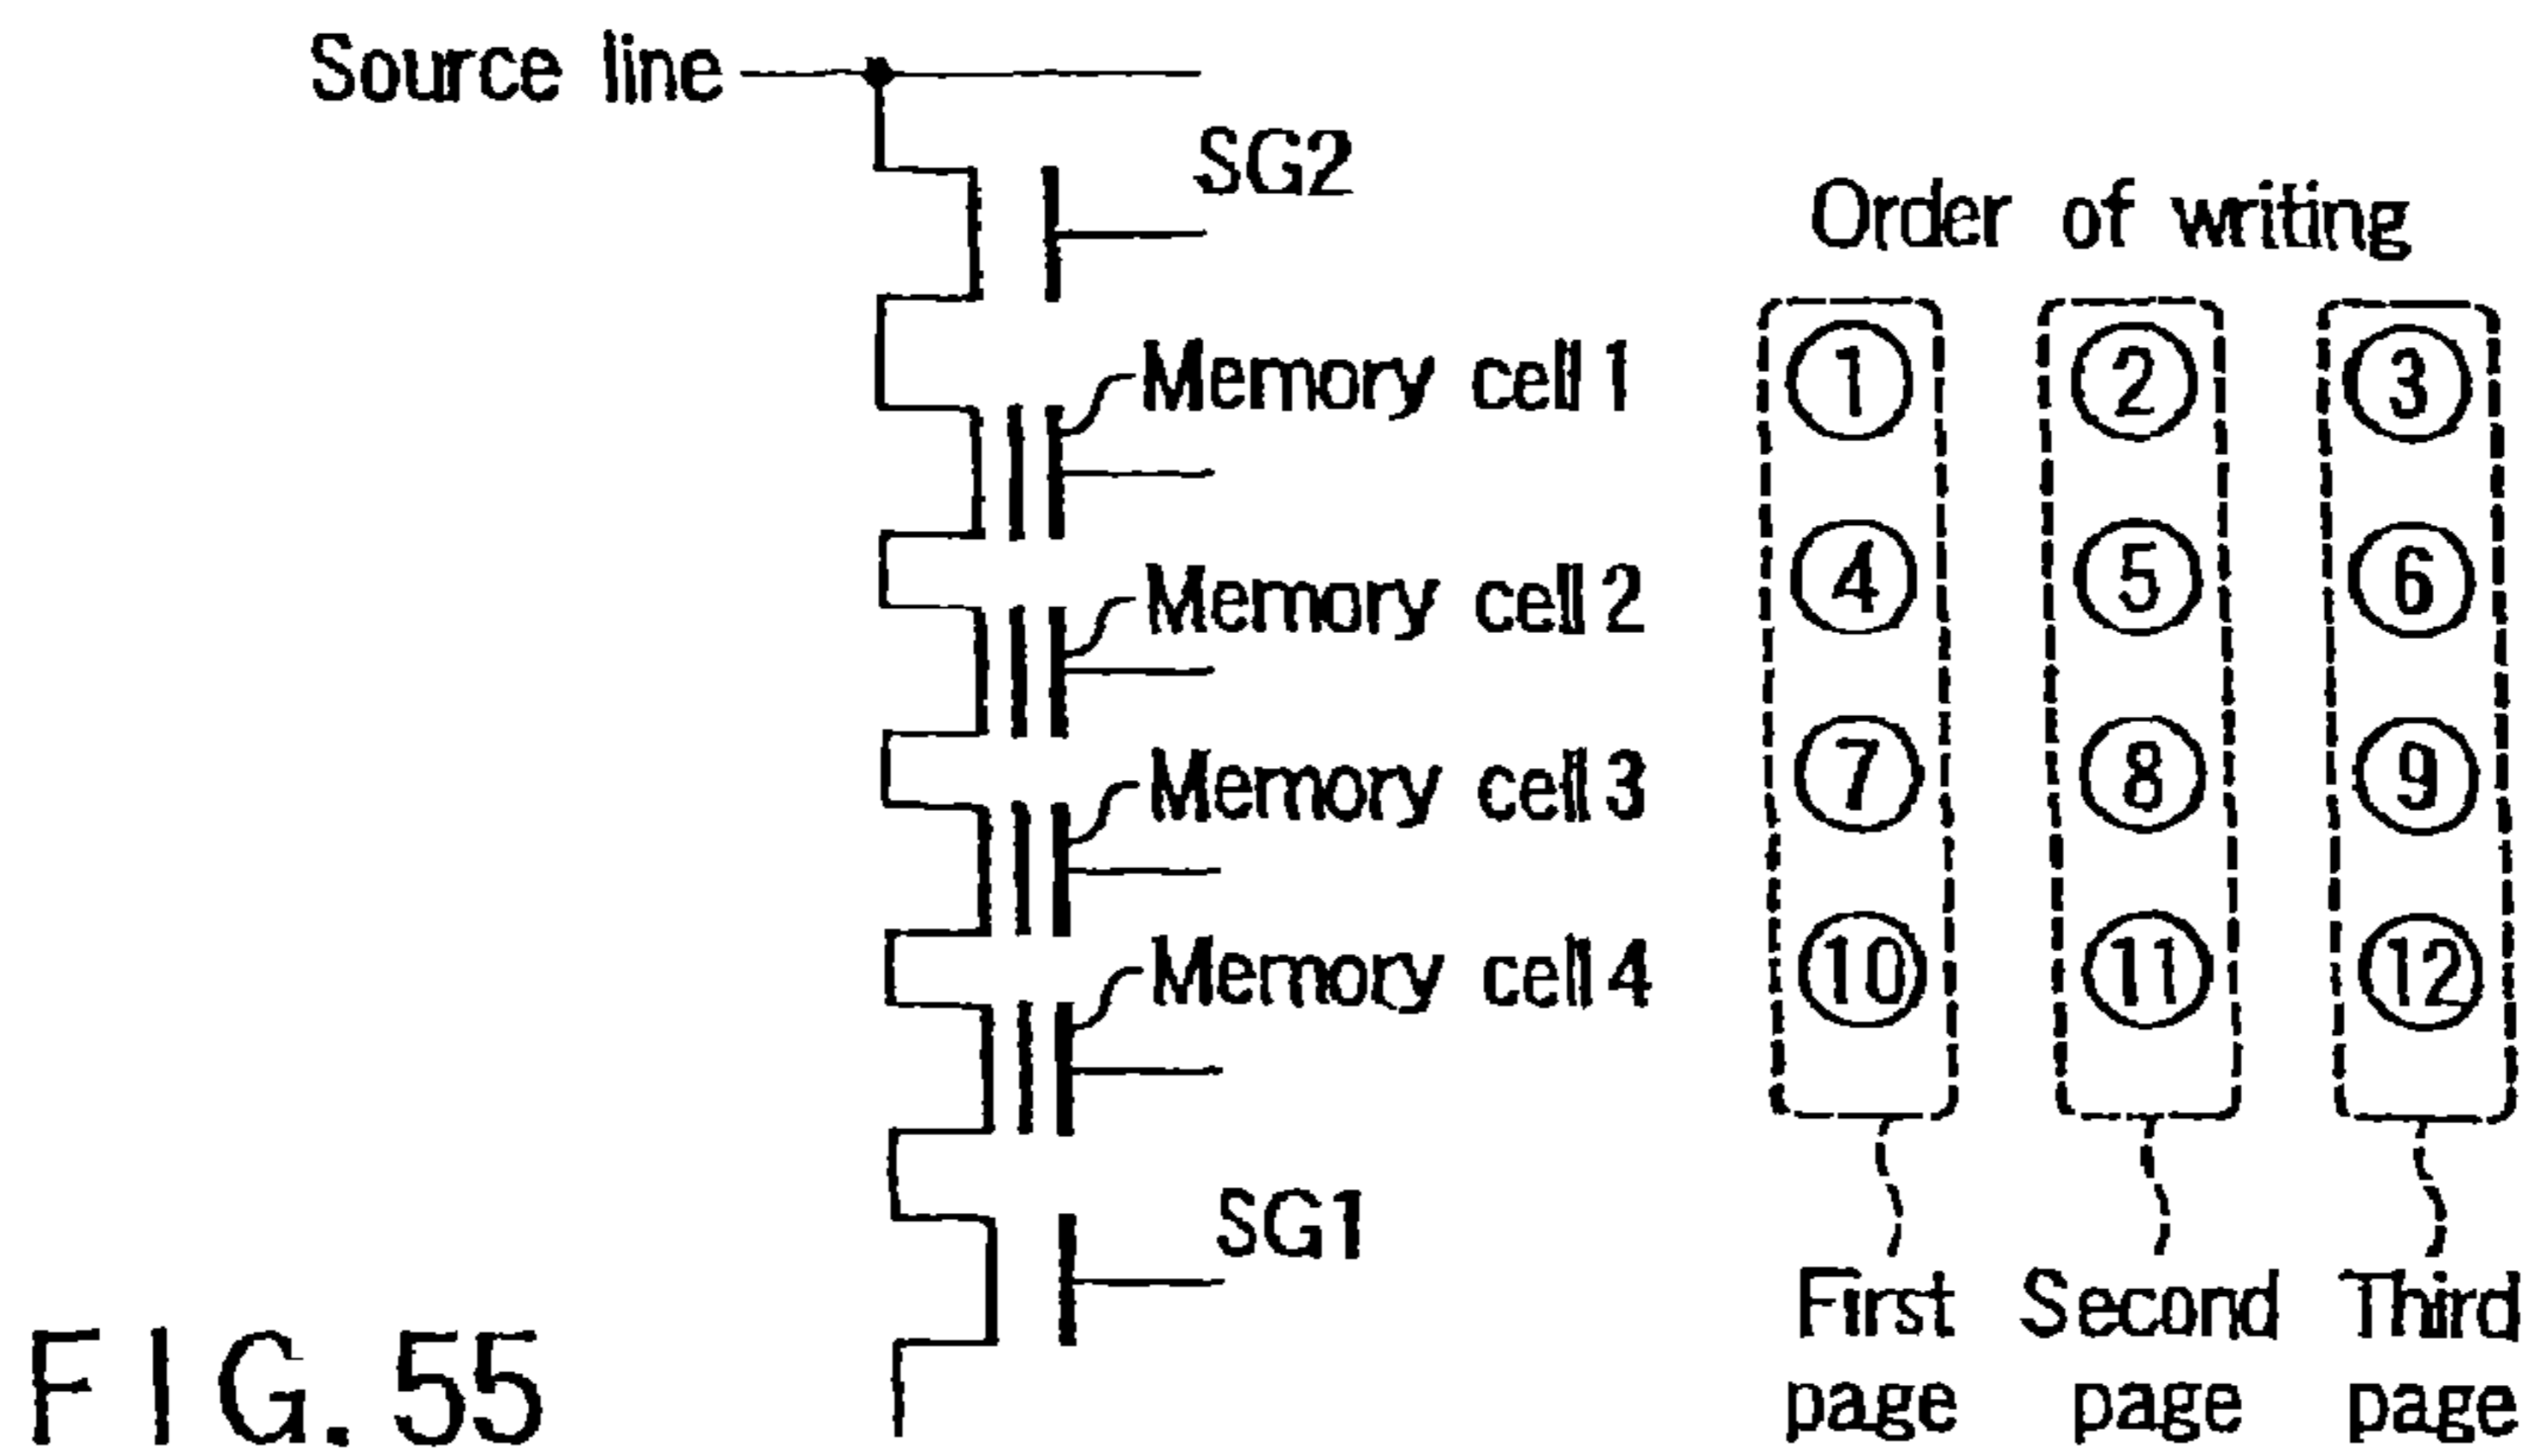 Source line
SG2
Order of writing
Memory cell 1 ① ② ③
Memory cell 2 ④ ⑤ ⑥
Memory cell 3 ⑦ ⑧ ⑨
Memory cell 4 ⑩ ⑪ ⑫
SG1
First page
Second page
Third page
FIG. 55